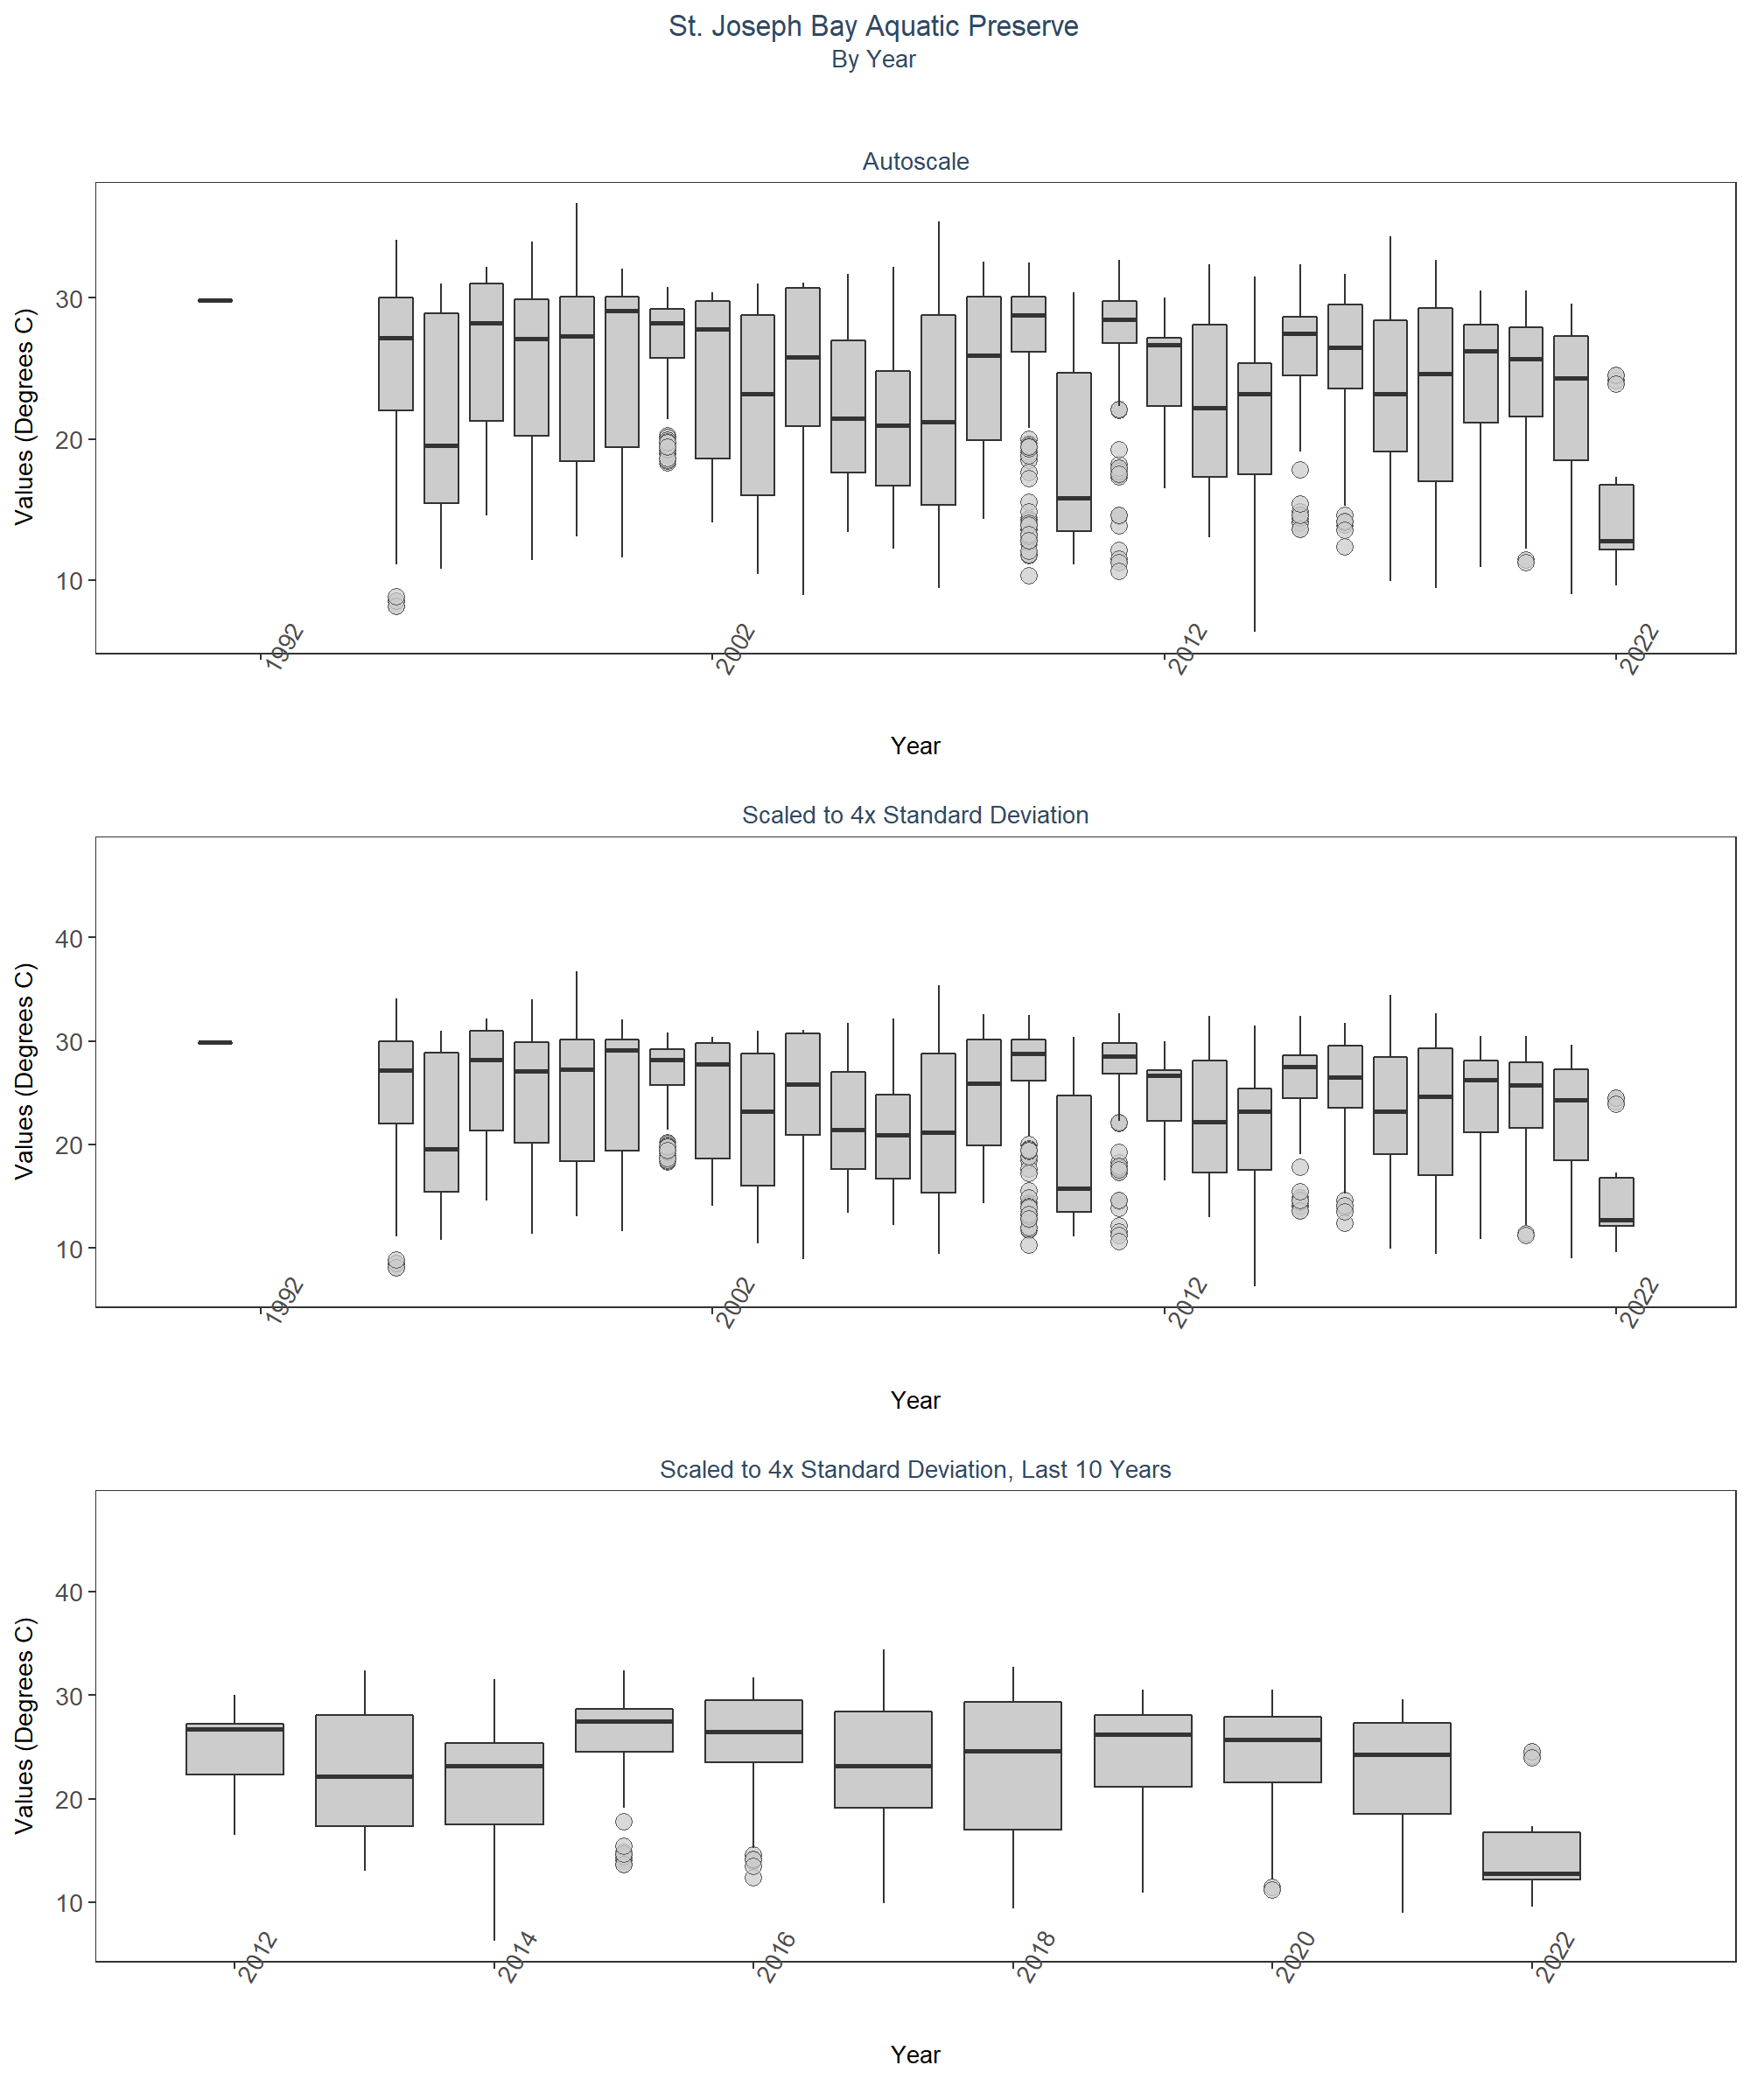 St. Joseph Bay Aquatic Preserve
By Year
Autoscale
Values (Degrees C)
30
20
10
1992
2002
2012
2022
Year
Scaled to 4x Standard Deviation
Values (Degrees C)
40
30
20
10
1992
2002
2012
2022
Year
Scaled to 4x Standard Deviation, Last 10 Years
Values (Degrees C)
40
30
20
10
2012
2014
2016
2018
2020
2022
Year